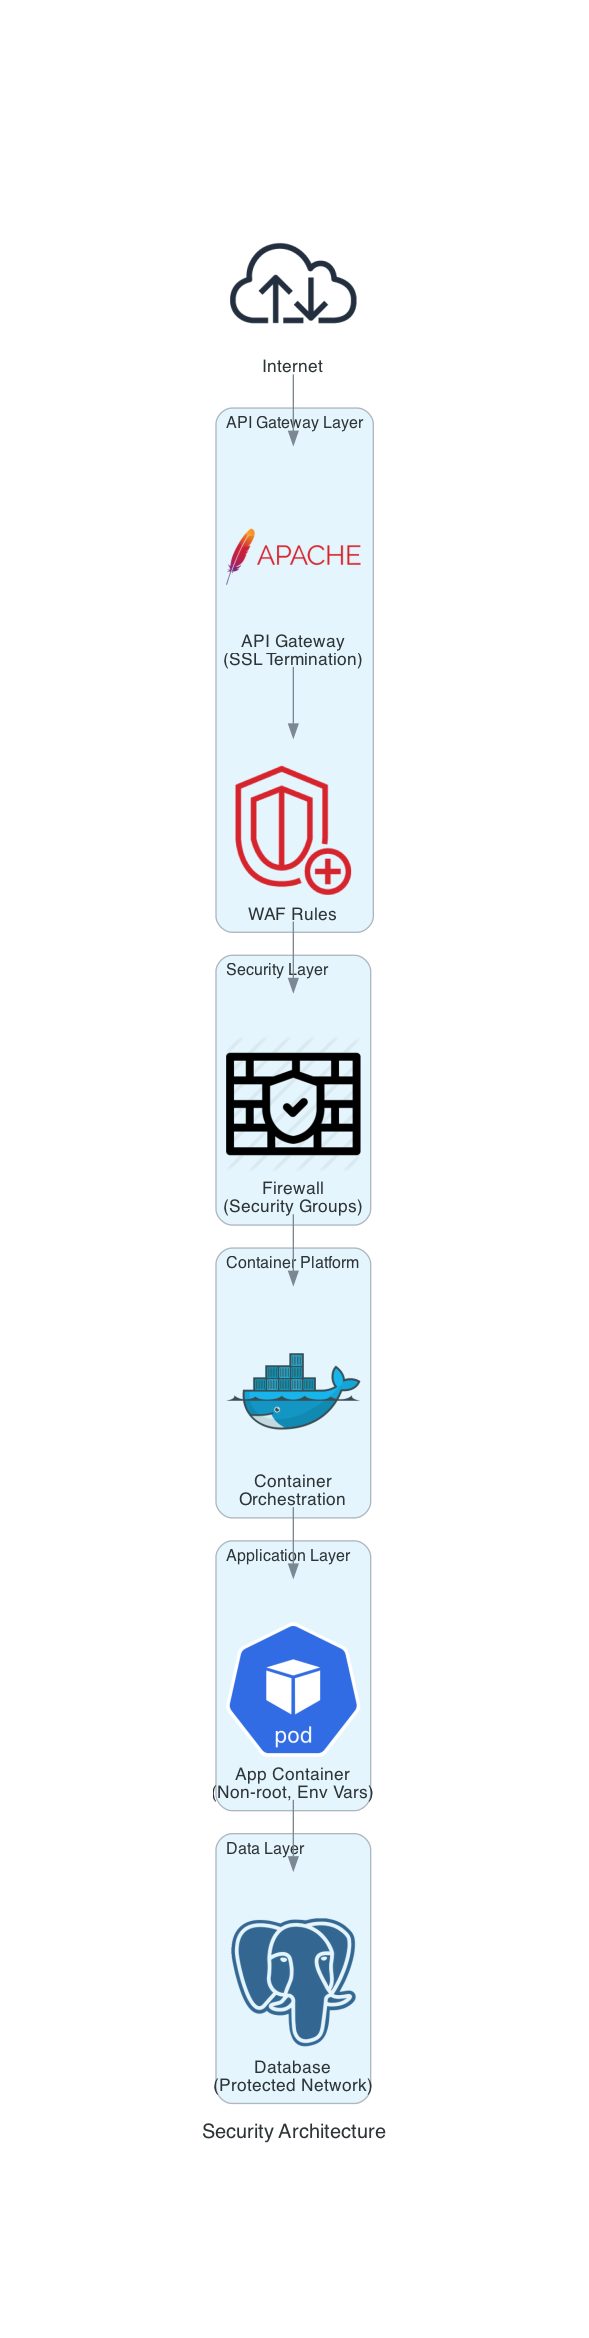 Internet
API Gateway Layer
APACHE
API Gateway
(SSL Termination)
WAF Rules
Security Layer
Firewall
(Security Groups)
Container Platform
Container
Orchestration
Application Layer
pod
App Container
(Non-root, Env Vars)
Data Layer
Database
(Protected Network)
Security Architecture